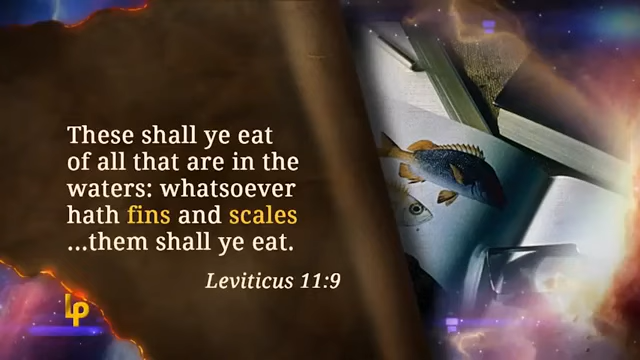 These shall ye eat
of all that are in the
waters: whatsoever
hath fins and scales
...them shall ye eat.
Leviticus 11:9
LP